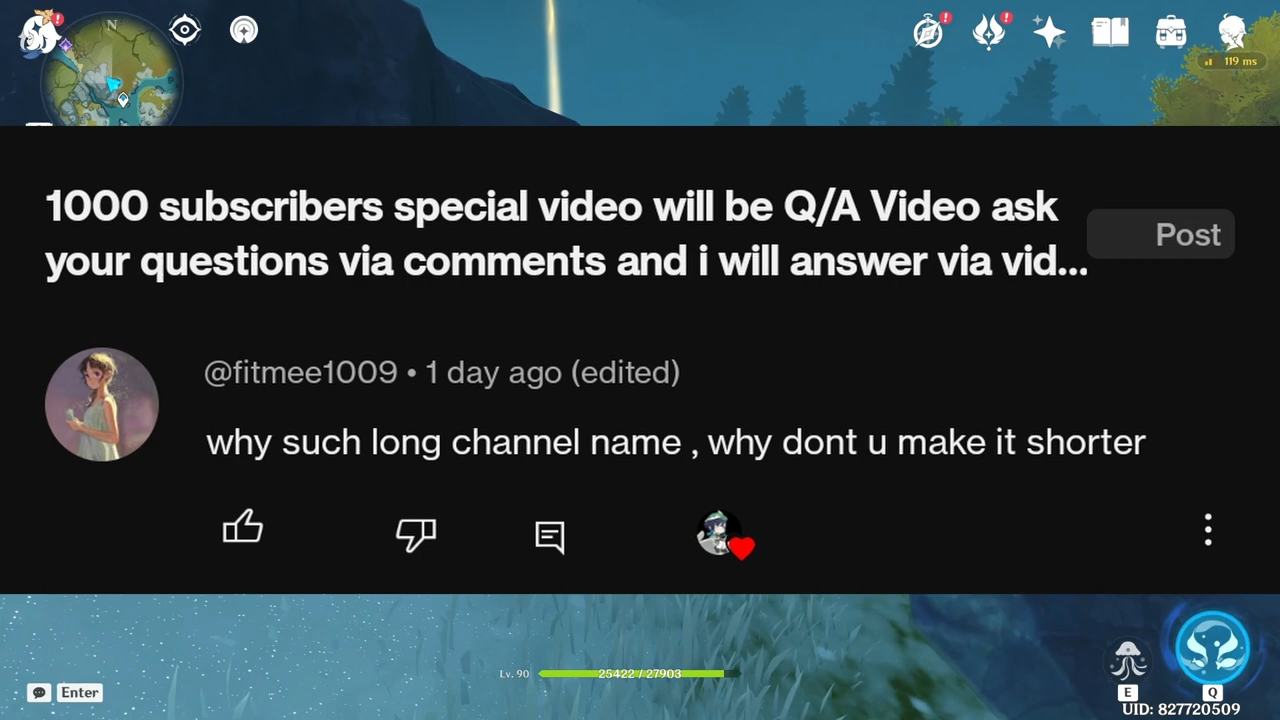 N
119 ms
1000 subscribers special video will be Q/A Video ask
your questions via comments and i will answer via vid...
Post
@fitmee1009 • 1 day ago (edited)
why such long channel name , why dont u make it shorter
Enter
Lv. 90
25422 / 27903
E
Q
UID: 827720509